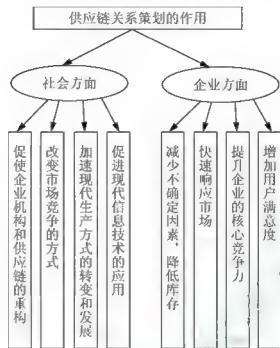 供应链关系策划的作用
社会方面
企业方面
促使企业机构和供应链的重构
改变市场竞争的方式
加速现代生产方式的转变和发展
促进现代信息技术的应用
减少不确定因素，降低库存
快速响应市场
提升企业的核心竞争力
增加用户满意度